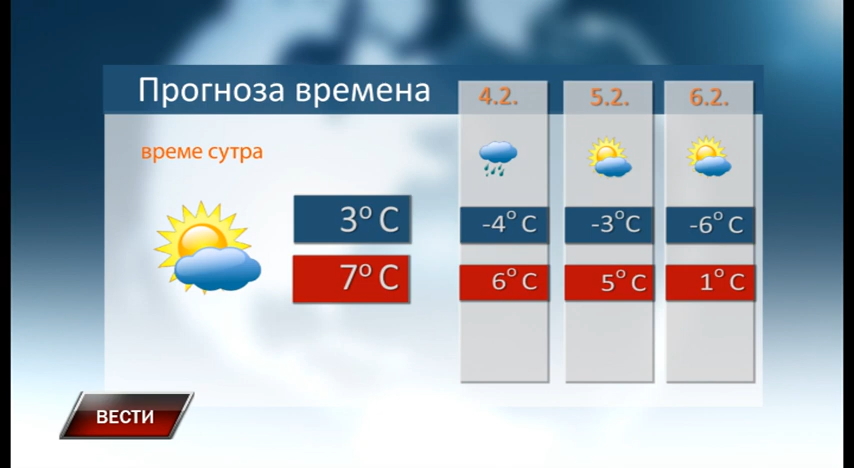 Прогноза времена
време сутра
3° C
7° C
4.2.
-4° C
6° C
5.2.
-3°C
5° C
6.2.
-6° C
1° C
ВЕСТИ